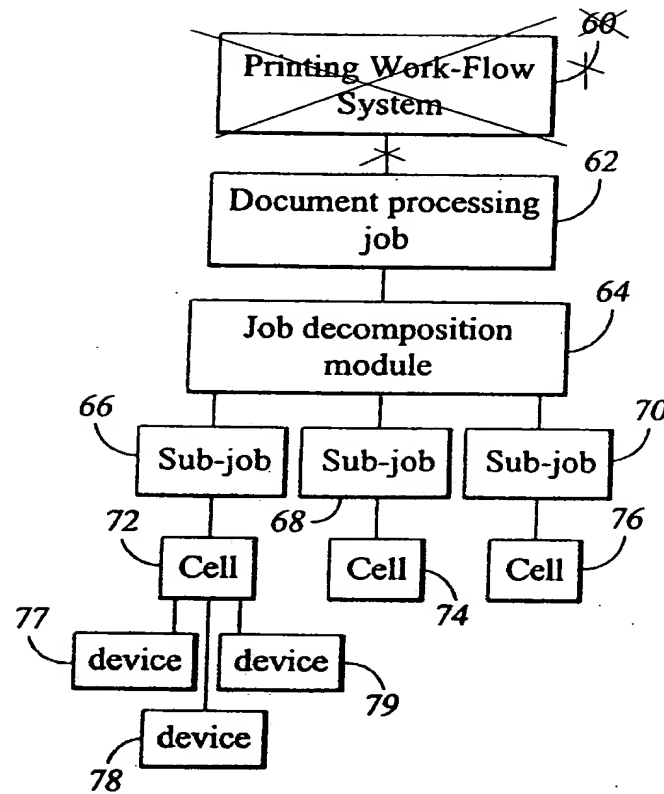 60
Printing Work-Flow
System
62
Document processing
job
64
Job decomposition
module
66
70
Sub-job
Sub-job
Sub-job
68
72
76
Cell
Cell
Cell
74
77
device
device
79
device
78